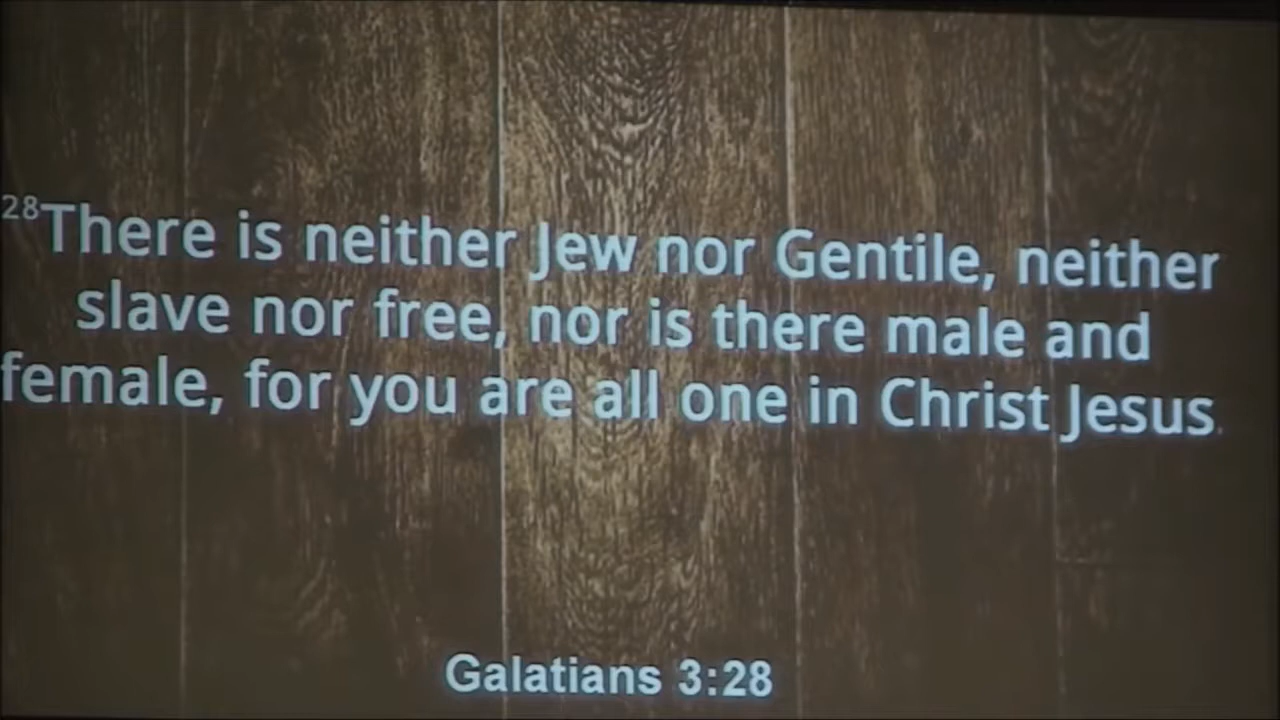 28There is neither Jew nor Gentile, neither
slave nor free, nor is there male and
female, for you are all one in Christ Jesus.
Galatians 3:28